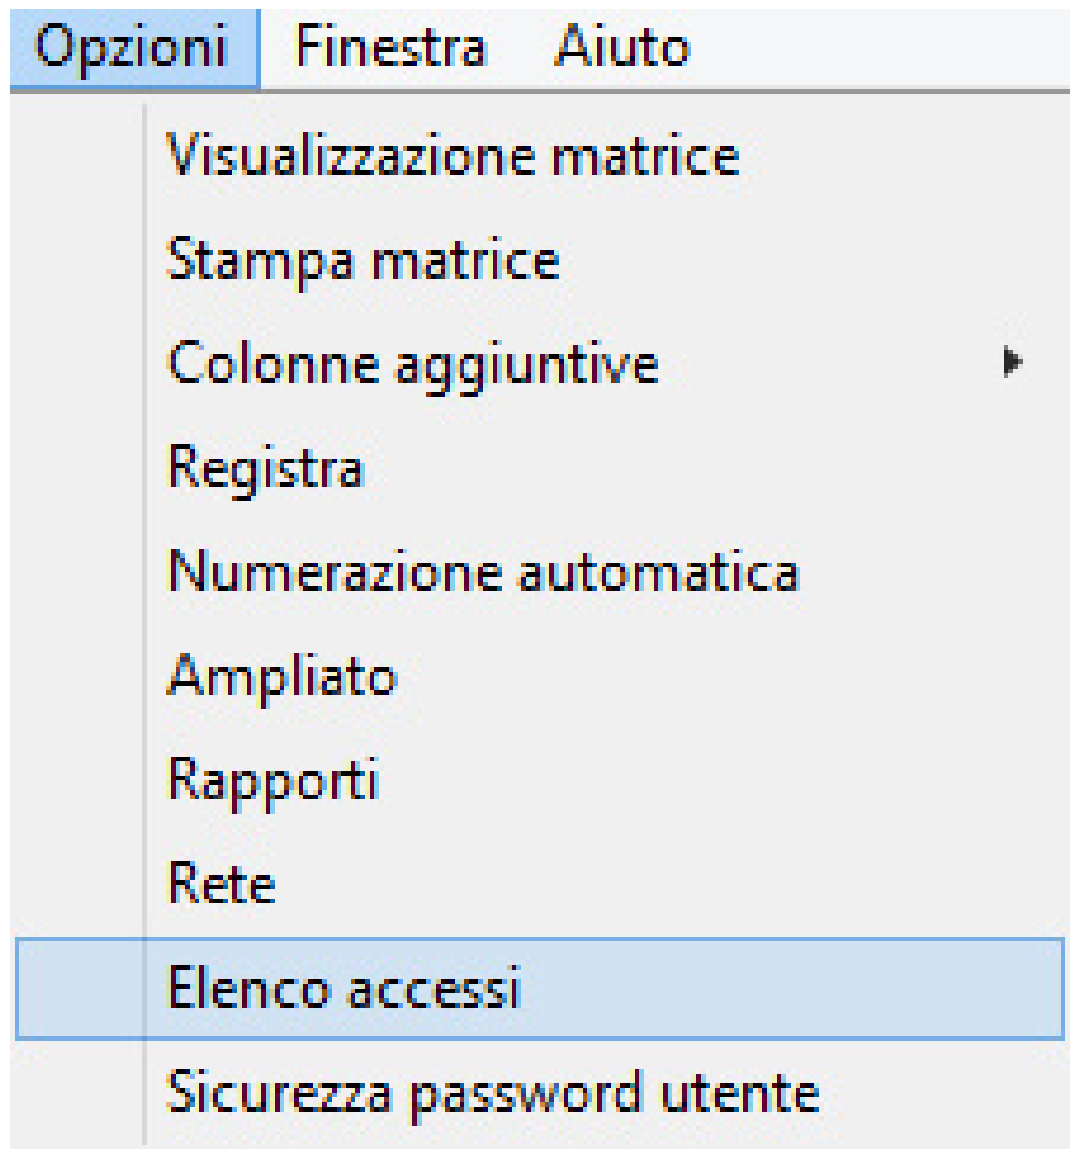 Opzioni Finestra Aiuto
Visualizzazione matrice
Stampa matrice
Colonne aggiuntive
Registra
Numerazione automatica
Ampliato
Rapporti
Rete
Elenco accessi
Sicurezza password utente